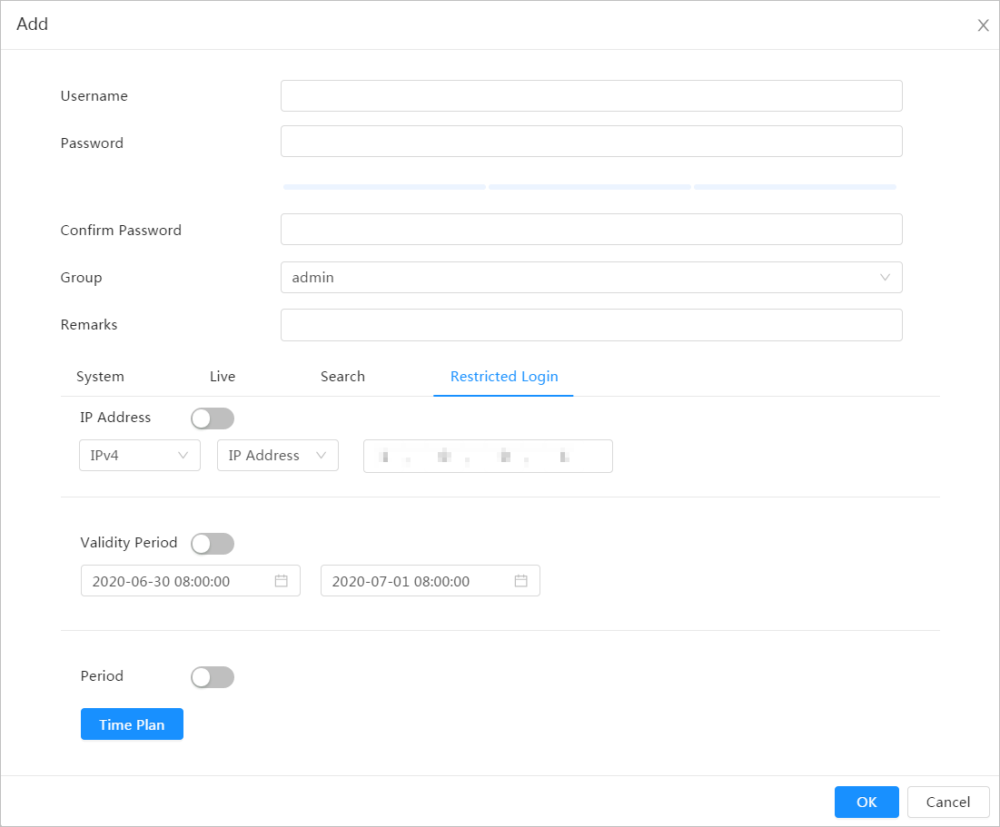 Add
Username
Password
Confirm Password
Group admin
Remarks
System Live Search Restricted Login
IP Address
IPv4 IP Address
Validity Period
2020-06-30 08:00:00 2020-07-01 08:00:00
Period
Time Plan
OK Cancel